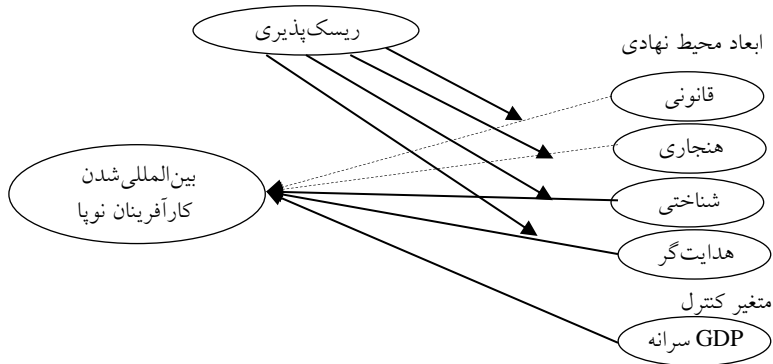 ریسک‌پذیری
ابعاد محیط نهادی
قانونی
هنجاری
شناختی
هدایت‌گر
بین‌المللی‌شدن
کارآفرینان نوپا
متغیر کنترل
GDP سرانه